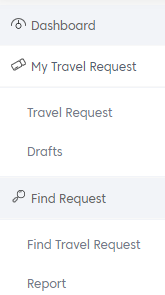 Dashboard
My Travel Request
Travel Request
Drafts
Find Request
Find Travel Request
Report